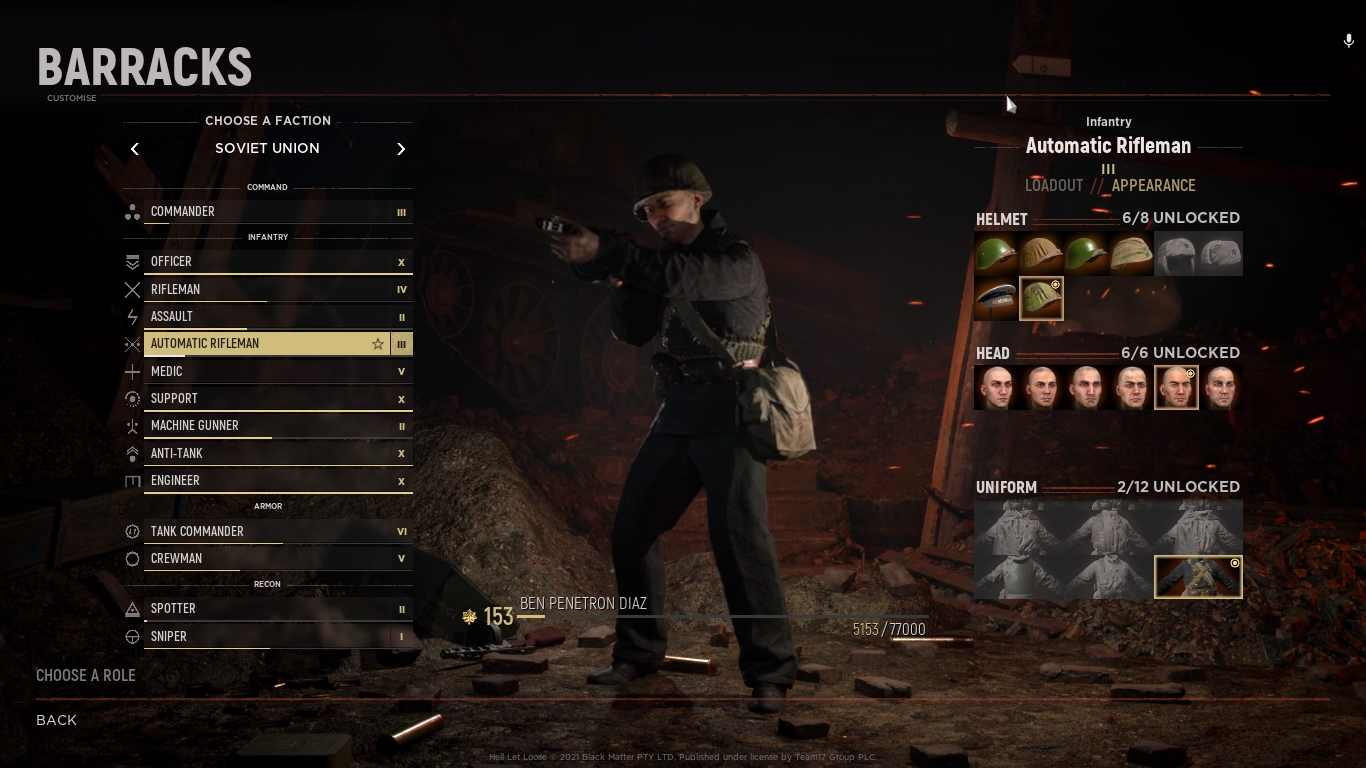 BARRACKS
CUSTOMISE
CHOOSE A FACTION
SOVIET UNION
COMMAND
COMMANDER III
INFANTRY
OFFICER X
RIFLEMAN IV
ASSAULT II
AUTOMATIC RIFLEMAN III
MEDIC V
SUPPORT X
MACHINE GUNNER II
ANTI-TANK X
ENGINEER X
ARMOR
TANK COMMANDER VI
CREWMAN V
RECON
SPOTTER II
SNIPER I
CHOOSE A ROLE
BACK
153 BEN PENETRON DIAZ
5153/77000
Infantry
Automatic Rifleman
III
LOADOUT // APPEARANCE
HELMET 6/8 UNLOCKED
HEAD 6/6 UNLOCKED
UNIFORM 2/12 UNLOCKED
Hell Let Loose © 2021 Black Matter PTY LTD. Published under license by Team17 Group PLC.